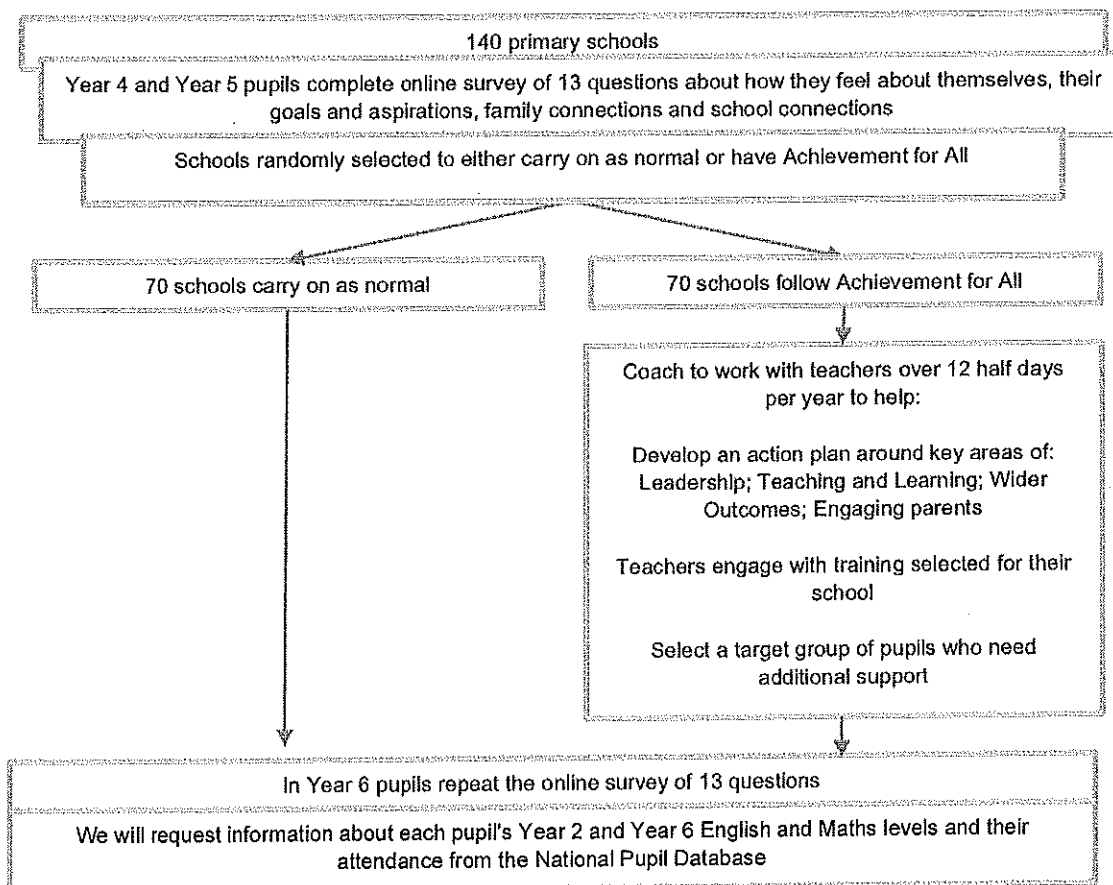 140 primary schools
Year 4 and Year 5 pupils complete online survey of 13 questions about how they feel about themselves, their
goals and aspirations, family connections and school connections
Schools randomly selected to either carry on as normal or have Achievement for All
70 schools carry on as normal
70 schools follow Achievement for All
Coach to work with teachers over 12 half days
per year to help:
Develop an action plan around key areas of:
Leadership; Teaching and Learning; Wider
Outcomes; Engaging parents
Teachers engage with training selected for their
school
Select a target group of pupils who need
additional support
In Year 6 pupils repeat the online survey of 13 questions
We will request information about each pupil's Year 2 and Year 6 English and Maths levels and their
attendance from the National Pupil Database